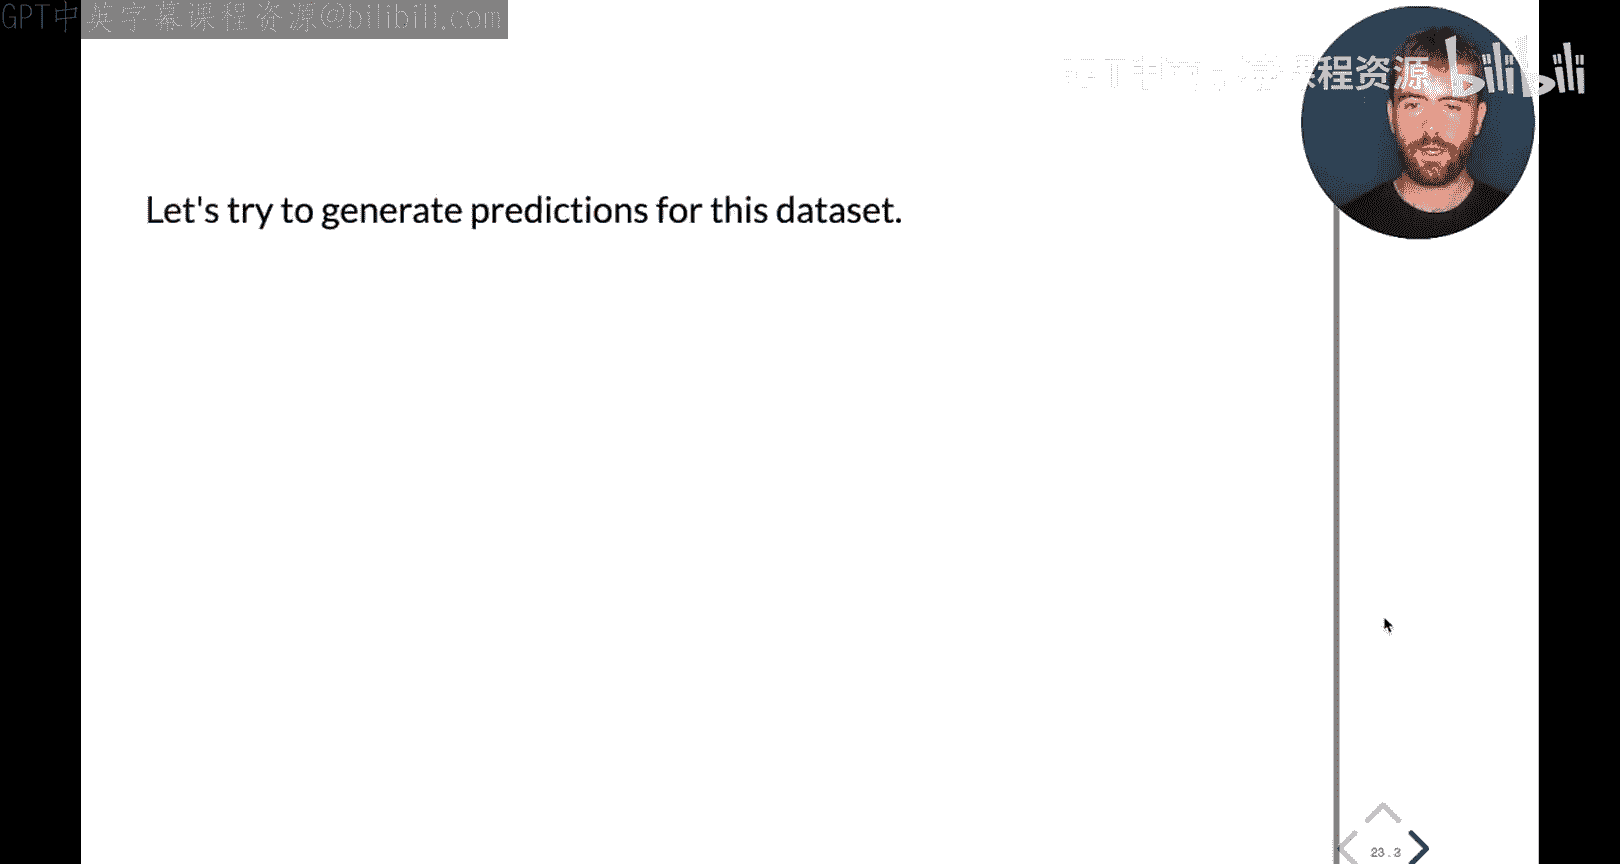 GPT中英字幕课程资源@bilibili.com
课程资源 bilibili
Let's try to generate predictions for this dataset.
23.3